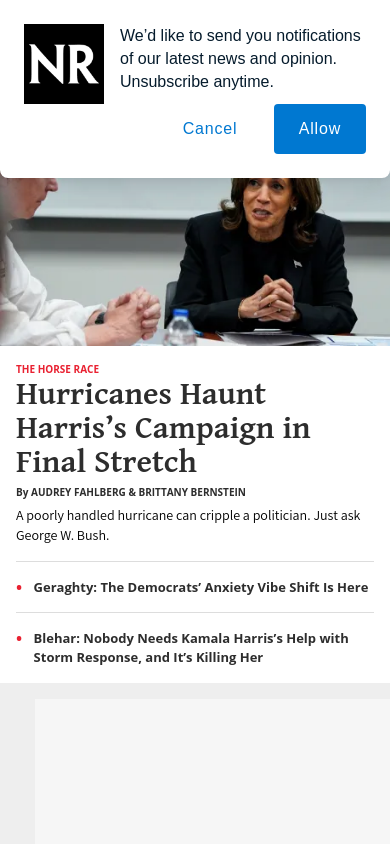 NR
We’d like to send you notifications
of our latest news and opinion.
Unsubscribe anytime.
Cancel
Allow
THE HORSE RACE
Hurricanes Haunt
Harris’s Campaign in
Final Stretch
By AUDREY FAHLBERG & BRITTANY BERNSTEIN
A poorly handled hurricane can cripple a politician. Just ask
George W. Bush.
Geraghty: The Democrats’ Anxiety Vibe Shift Is Here
Blehar: Nobody Needs Kamala Harris’s Help with
Storm Response, and It’s Killing Her